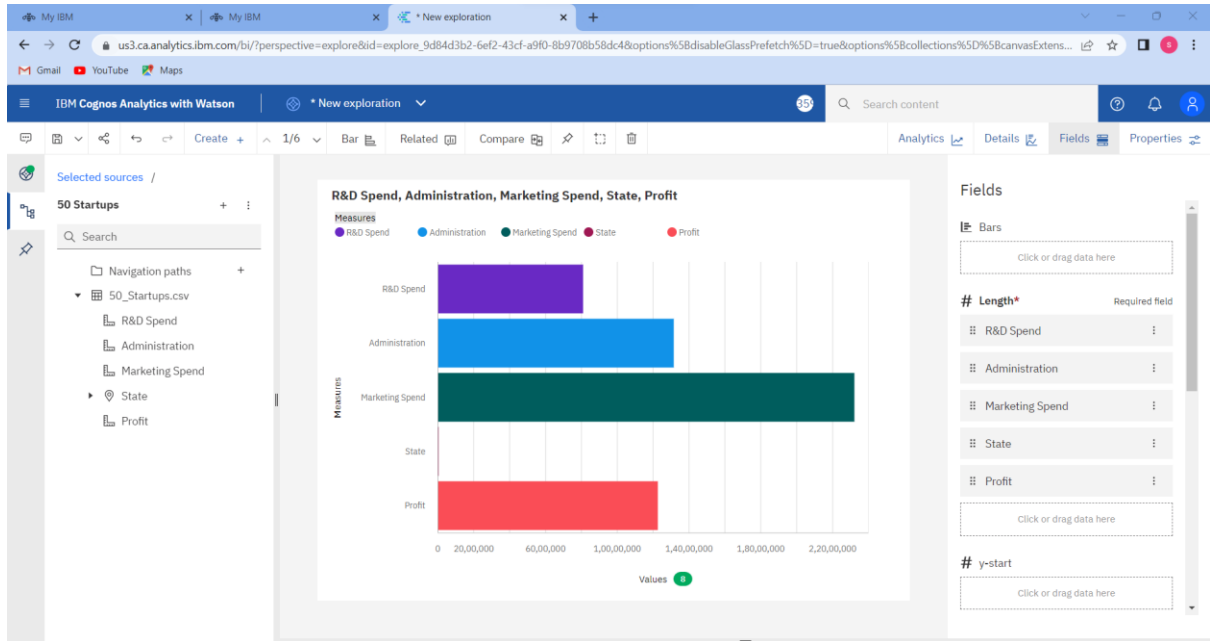 My IBM
My IBM
* New exploration
us3.ca.analytics.ibm.com/bi/?perspective=explore&id=explore_9d84d3b2-6ef2-43cf-a9f0-8b9708b58dc4&options%5BdisableGlassPrefetch%5D=true&options%5Bcollections%5D%5BcanvasExtens...
S
Gmail YouTube Maps
IBM Cognos Analytics with Watson
* New exploration
359
Search content
Create +
1/6
Bar
Related
Compare
Analytics
Details
Fields
Properties
Selected sources /
50 Startups
Search
Navigation paths
50_Startups.csv
R&D Spend
Administration
Marketing Spend
State
Profit
R&D Spend, Administration, Marketing Spend, State, Profit
Measures
R&D Spend Administration Marketing Spend State Profit
Measures
R&D Spend
Administration
Marketing Spend
State
Profit
0 20,00,000 60,00,000 1,00,00,000 1,40,00,000 1,80,00,000 2,20,00,000
Values 8
Fields
Bars
Click or drag data here
# Length* Required field
R&D Spend
Administration
Marketing Spend
State
Profit
Click or drag data here
# y-start
Click or drag data here